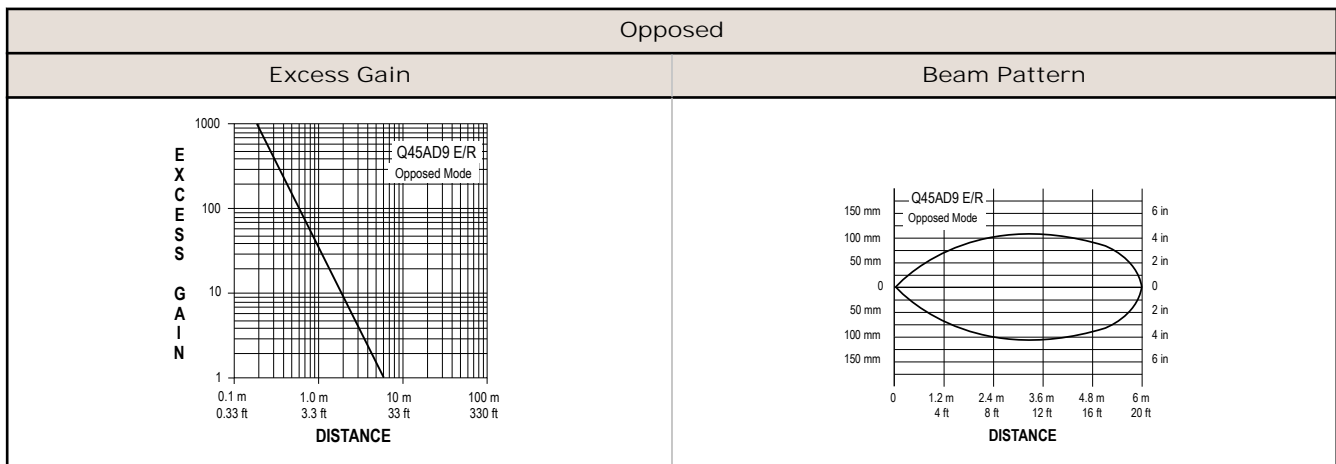 Opposed
Excess Gain
Beam Pattern
EXCESS GAIN
1000
100
10
1
Q45AD9 E/R
Opposed Mode
0.1 m
0.33 ft
1.0 m
3.3 ft
10 m
33 ft
100 m
330 ft
DISTANCE
Q45AD9 E/R
Opposed Mode
150 mm
100 mm
50 mm
0
50 mm
100 mm
150 mm
6 in
4 in
2 in
0
2 in
4 in
6 in
0
1.2 m
4 ft
2.4 m
8 ft
3.6 m
12 ft
4.8 m
16 ft
6 m
20 ft
DISTANCE